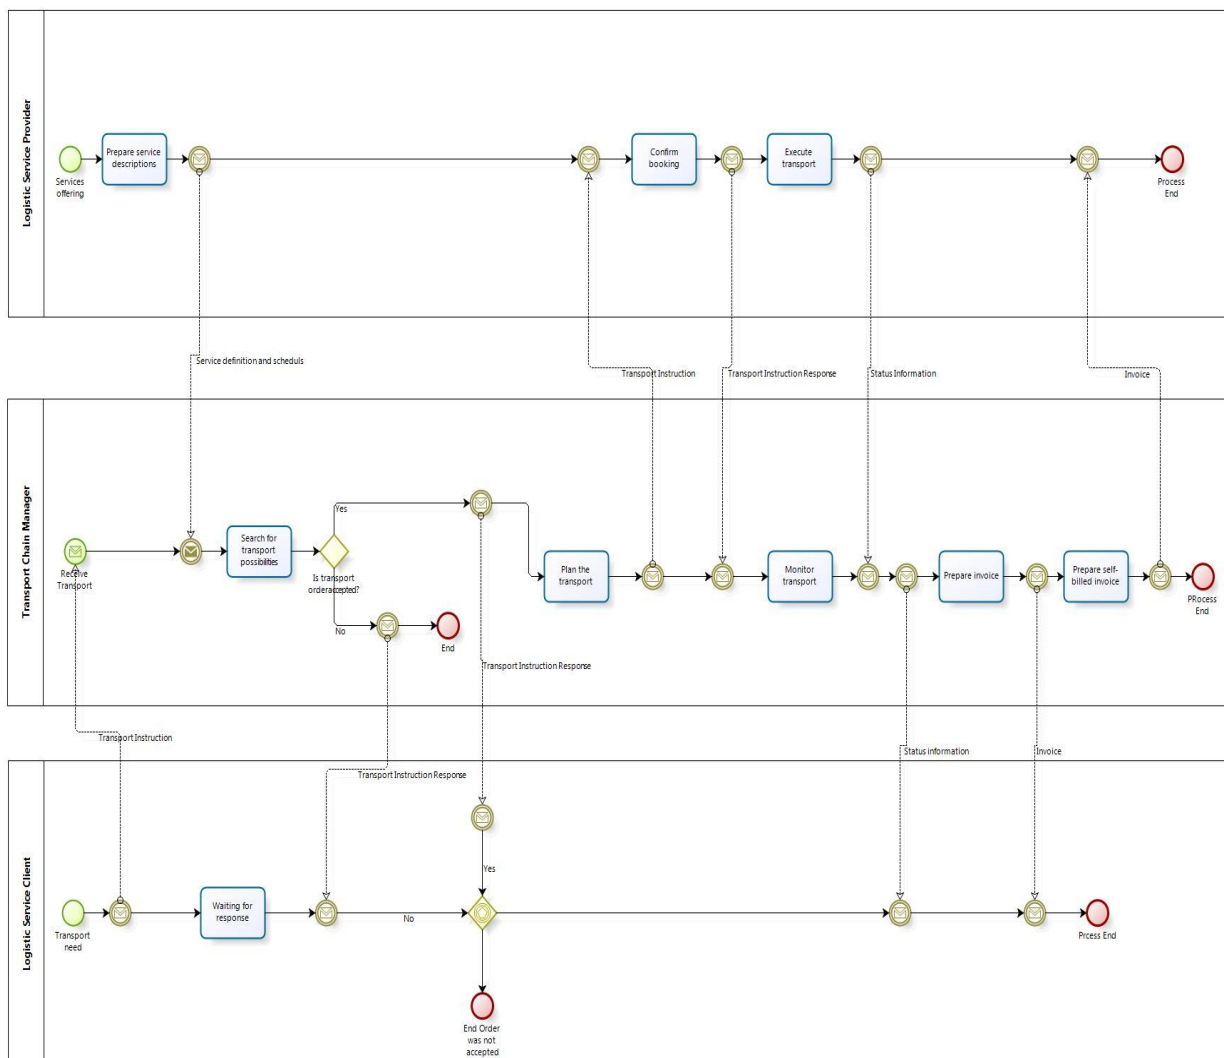 Logistic Service Provider
Services
offering
Prepare service
descriptions
Confirm
booking
Execute
transport
Process
End
Service definition and scheduls
Transport Instruction
Transport Instruction Response
Status Information
Invoice
Transport Chain Manager
Receive
Transport
Search for
transport
possibilities
Is transport
orderaccepted?
Yes
No
End
Plan the
transport
Monitor
transport
Prepare invoice
Prepare self-
billed invoice
PRocess
End
Transport Instruction Response
Transport Instruction
Transport Instruction Response
Status information
Invoice
Logistic Service Client
Transport
need
Waiting for
response
No
Yes
End Order
was not
accepted
Prcess End